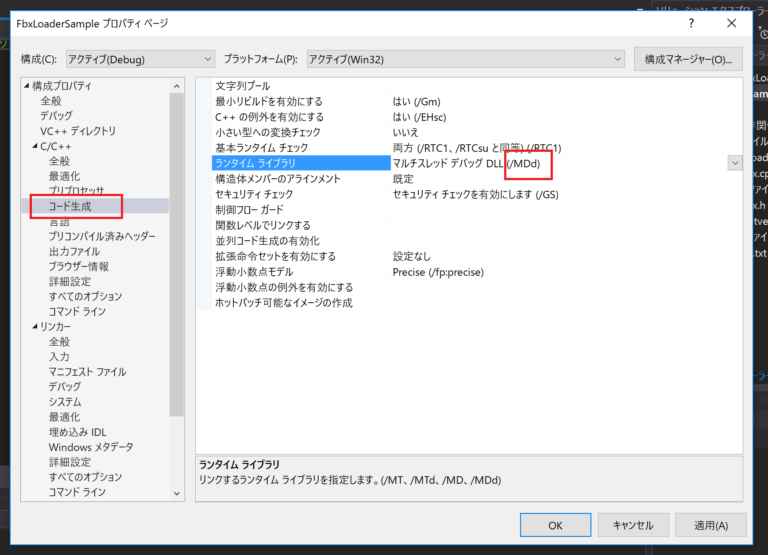 FbxLoaderSample プロパティ ページ
?
構成(C): アクティブ(Debug) プラットフォーム(P): アクティブ(Win32) 構成マネージャー(O)...
構成プロパティ
全般
デバッグ
VC++ ディレクトリ
C/C++
全般
最適化
プリプロセッサ
コード生成
言語
プリコンパイル済みヘッダー
出力ファイル
ブラウザー情報
詳細設定
すべてのオプション
コマンド ライン
リンカー
全般
入力
マニフェスト ファイル
デバッグ
システム
最適化
埋め込み IDL
Windows メタデータ
詳細設定
すべてのオプション
コマンド ライン
文字列プール
最小リビルドを有効にする はい (/Gm)
C++ の例外を有効にする はい (/EHsc)
小さい型への変換チェック いいえ
基本ランタイム チェック 両方 (/RTC1、/RTCsu と同等) (/RTC1)
ランタイム ライブラリ マルチスレッド デバッグ DLL (/MDd)
構造体メンバーのアラインメント 既定
セキュリティ チェック セキュリティ チェックを有効にします (/GS)
制御フロー ガード
関数レベルでリンクする
並列コード生成の有効化
拡張命令セットを有効にする 設定なし
浮動小数点モデル Precise (/fp:precise)
浮動小数点の例外を有効にする
ホットパッチ可能なイメージの作成
ランタイム ライブラリ
リンクするランタイム ライブラリを指定します。(/MT、/MTd、/MD、/MDd)
OK キャンセル 適用(A)